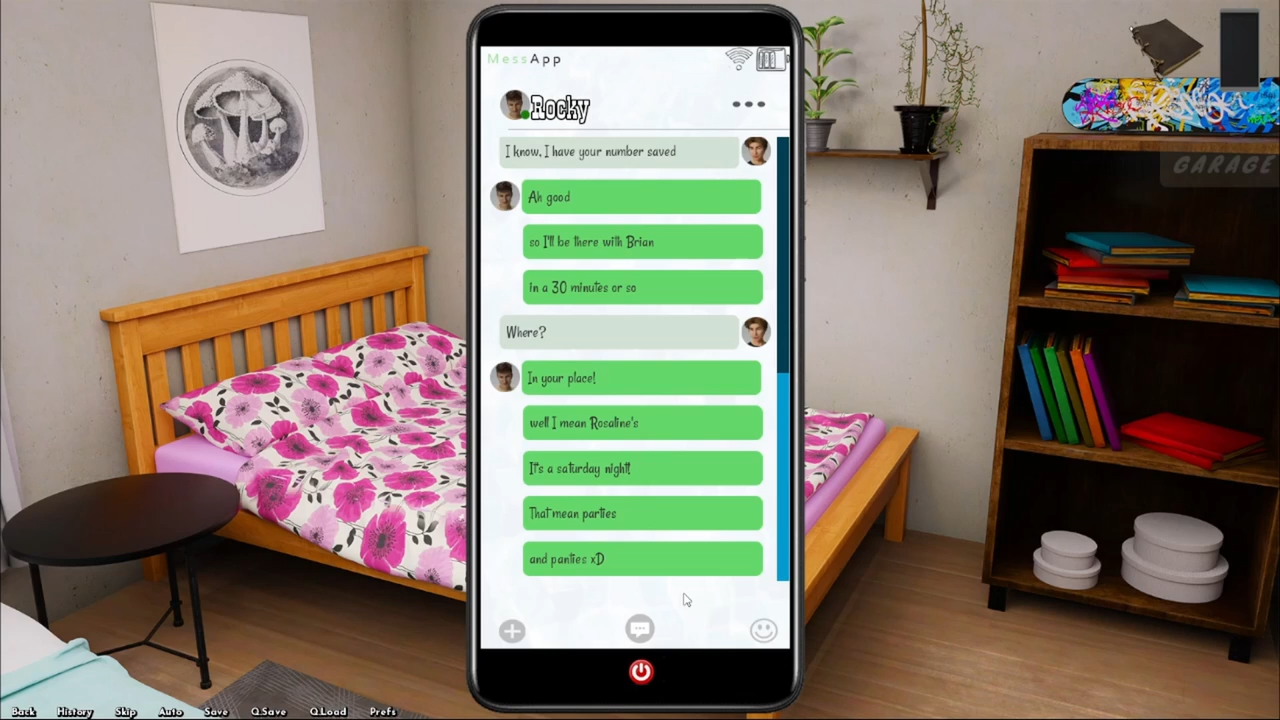 MessApp
Rocky
GARAGE
I know, I have your number saved
Ah good
so I'll be there with Brian
in a 30 minutes or so
Where?
In your place!
well I mean Rosaline's
It's a saturday night!
That mean parties
and panties xD
Back History Skip Auto Save Q.Save Q.Load Prefs